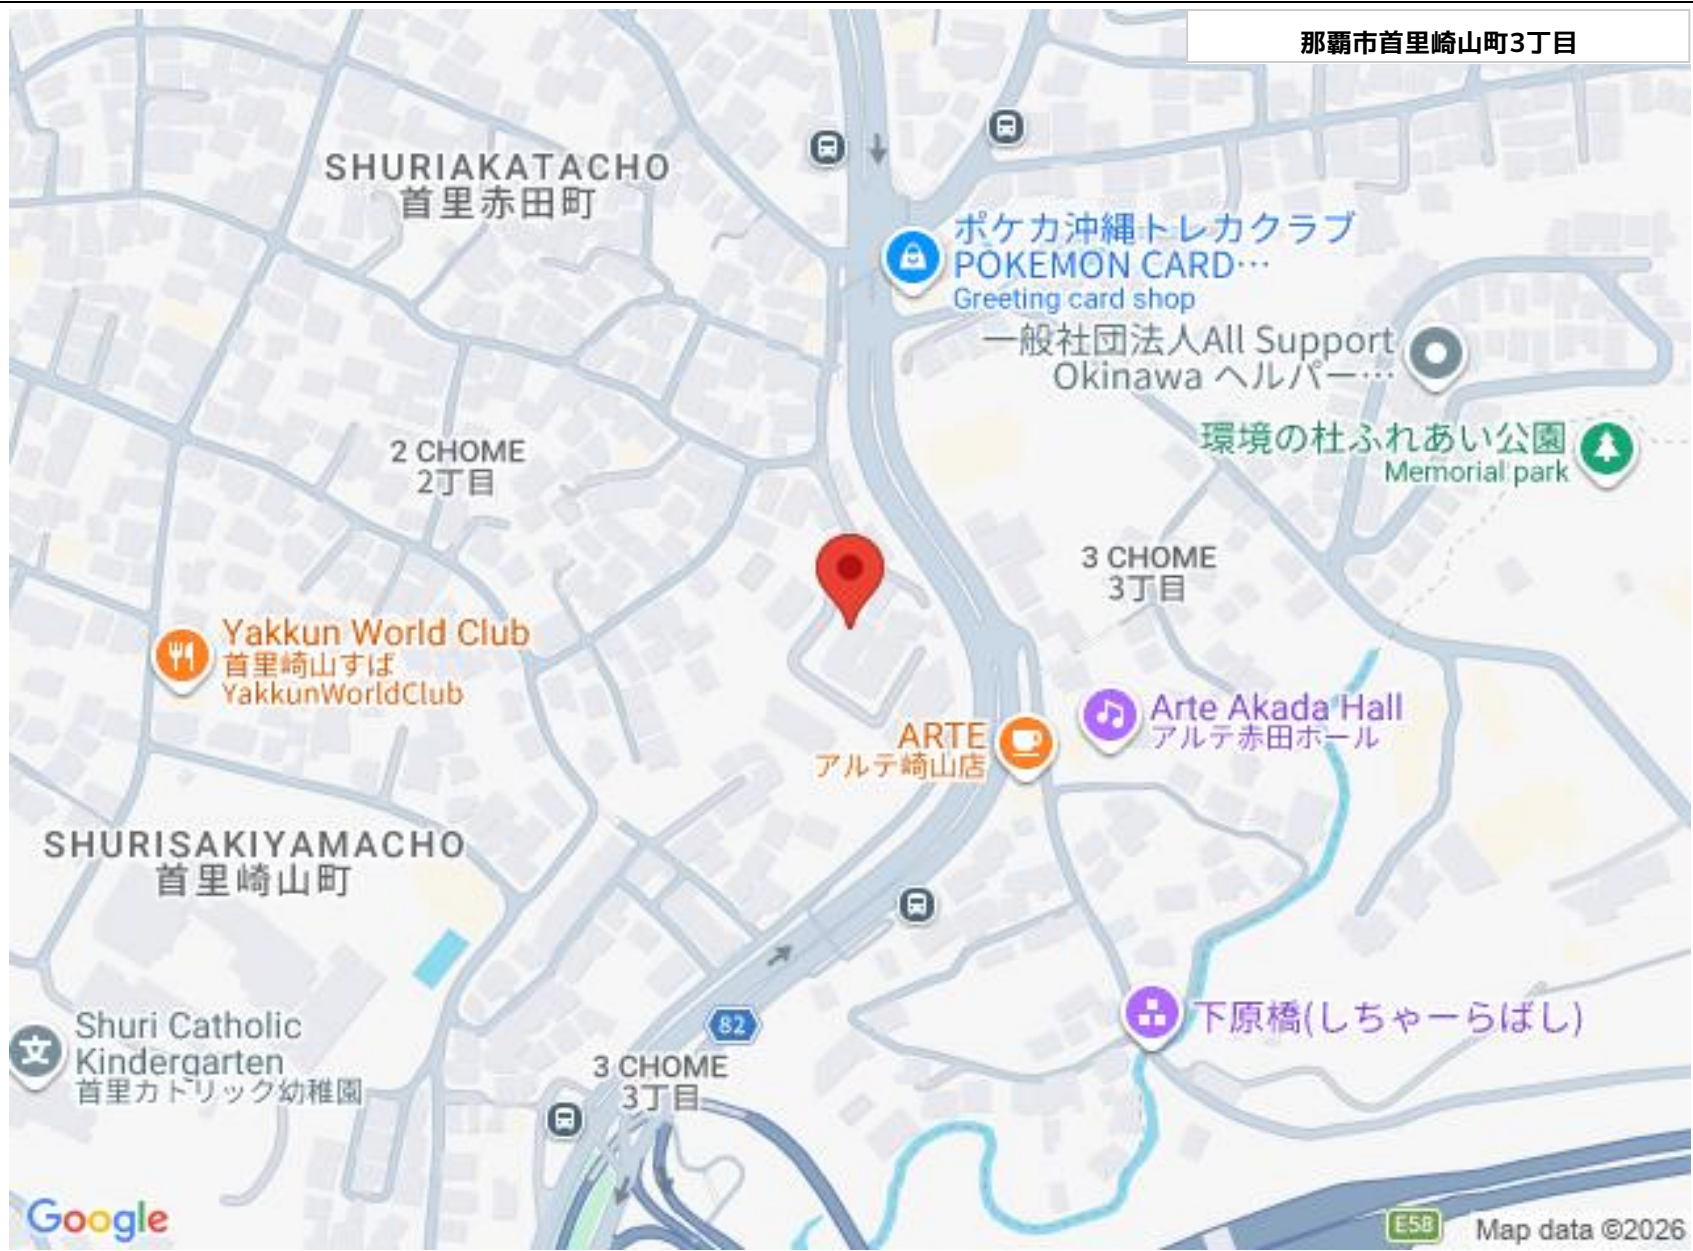 那覇市首里崎山町3丁目
SHURIAKATACHO
首里赤田町
ポケカ沖縄トレカクラブ
POKEMON CARD…
Greeting card shop
一般社団法人All Support
Okinawa ヘルパー…
環境の杜ふれあい公園
Memorial park
2 CHOME
2丁目
3 CHOME
3丁目
Yakkun World Club
首里崎山すば
YakkunWorldClub
Arte Akada Hall
アルテ赤田ホール
ARTE
アルテ崎山店
SHURISAKIYAMACHO
首里崎山町
下原橋(しちゃーらばし)
82
Shuri Catholic
Kindergarten
首里カトリック幼稚園
文
3 CHOME
3丁目
Google
E58
Map data ©2026